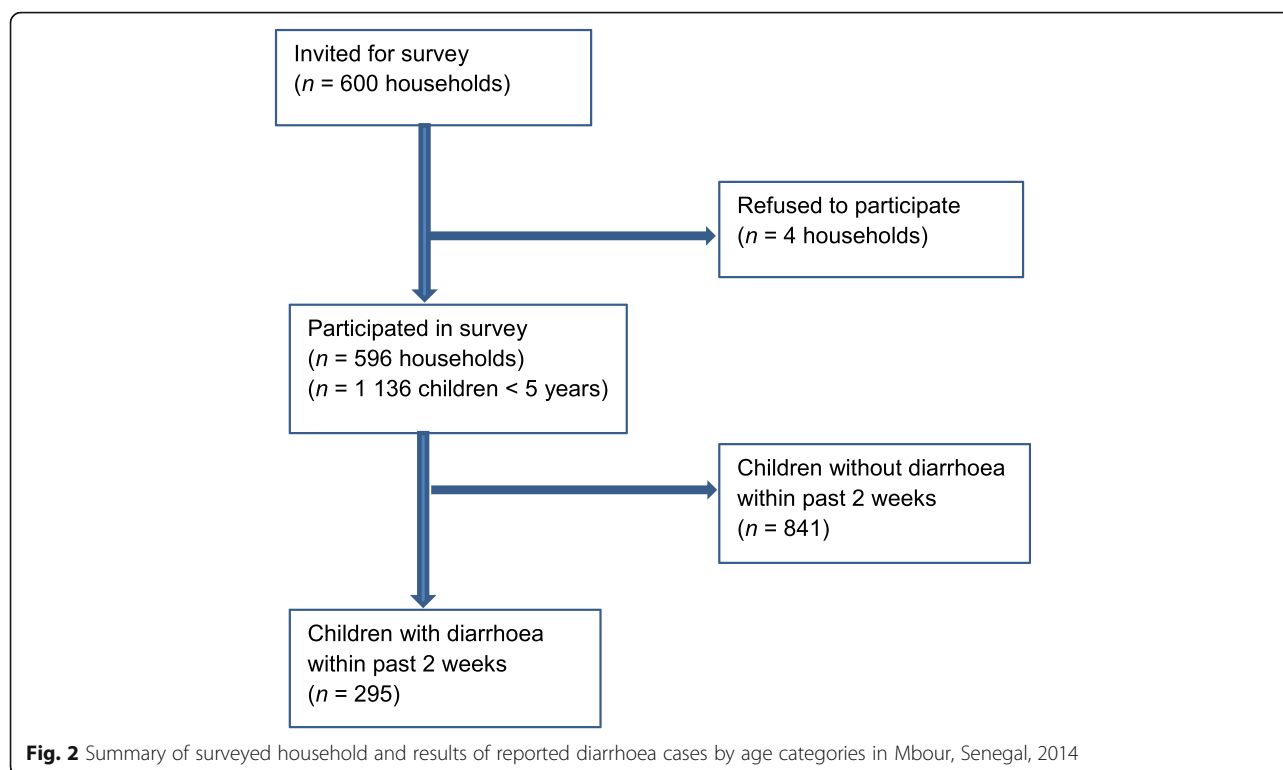 Invited for survey
(n = 600 households)
Refused to participate
(n = 4 households)
Participated in survey
(n = 596 households)
(n = 1 136 children < 5 years)
Children without diarrhoea
within past 2 weeks
(n = 841)
Children with diarrhoea
within past 2 weeks
(n = 295)
Fig. 2 Summary of surveyed household and results of reported diarrhoea cases by age categories in Mbour, Senegal, 2014